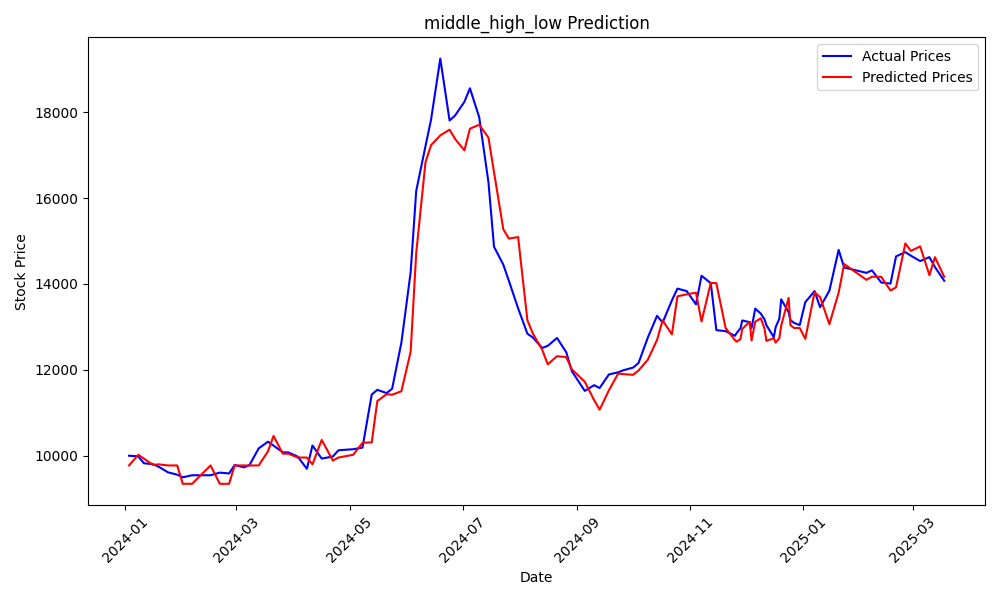 middle_high_low Prediction
Actual Prices
Predicted Prices
Stock Price
18000
16000
14000
12000
10000
2024-01
2024-03
2024-05
2024-07
2024-09
2024-11
2025-01
2025-03
Date